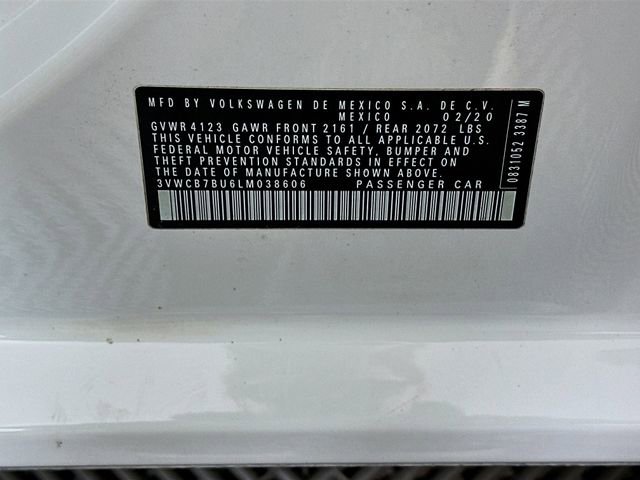 MFD BY VOLKSWAGEN DE MEXICO S.A. DE C.V.
MEXICO 02/20
GVWR 4123 GAWR FRONT 2161 / REAR 2072 LBS
THIS VEHICLE CONFORMS TO ALL APPLICABLE U.S.
FEDERAL MOTOR VEHICLE SAFETY, BUMPER AND
THEFT PREVENTION STANDARDS IN EFFECT ON
THE DATE OF MANUFACTURE SHOWN ABOVE.
3VWCB7BU6LM038606 PASSENGER CAR
0831052 3387 M